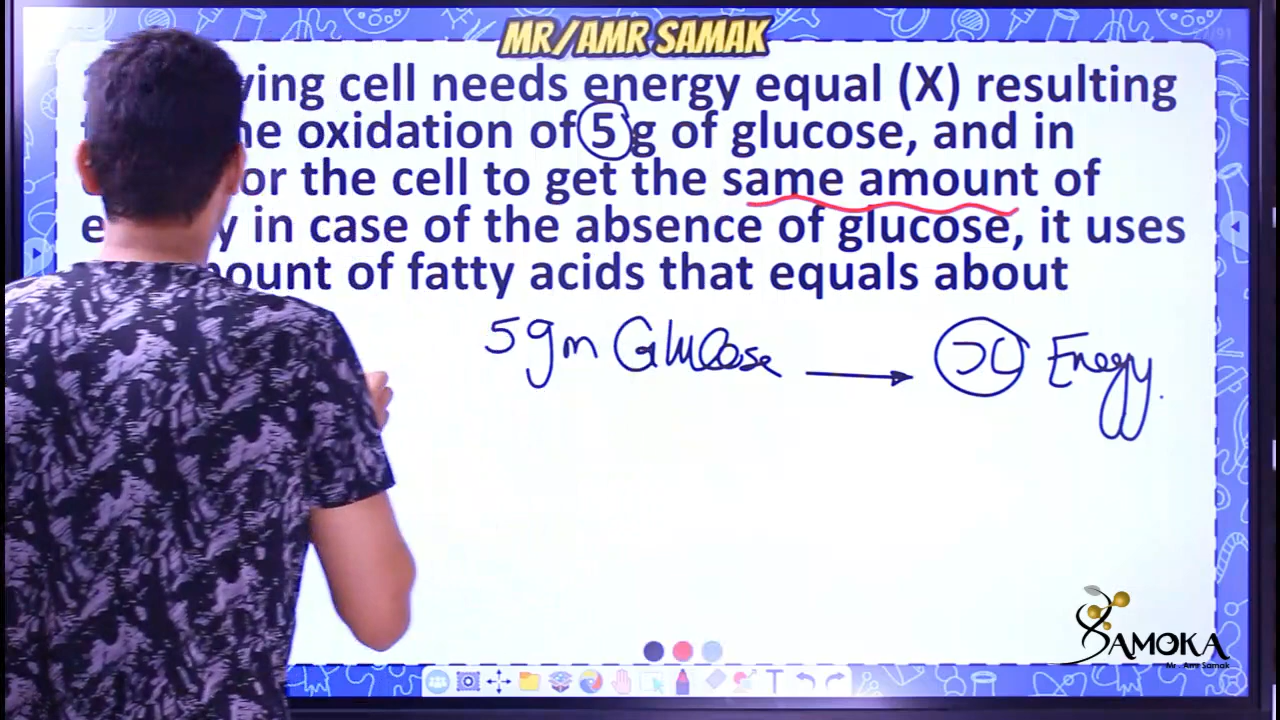 MR/AMR SAMAK
ving cell needs energy equal (X) resulting
he oxidation of 5 g of glucose, and in
or the cell to get the same amount of
y in case of the absence of glucose, it uses
ount of fatty acids that equals about
5 gm Glucose → x Energy.
SAMOKA
Mr . Amr Samak